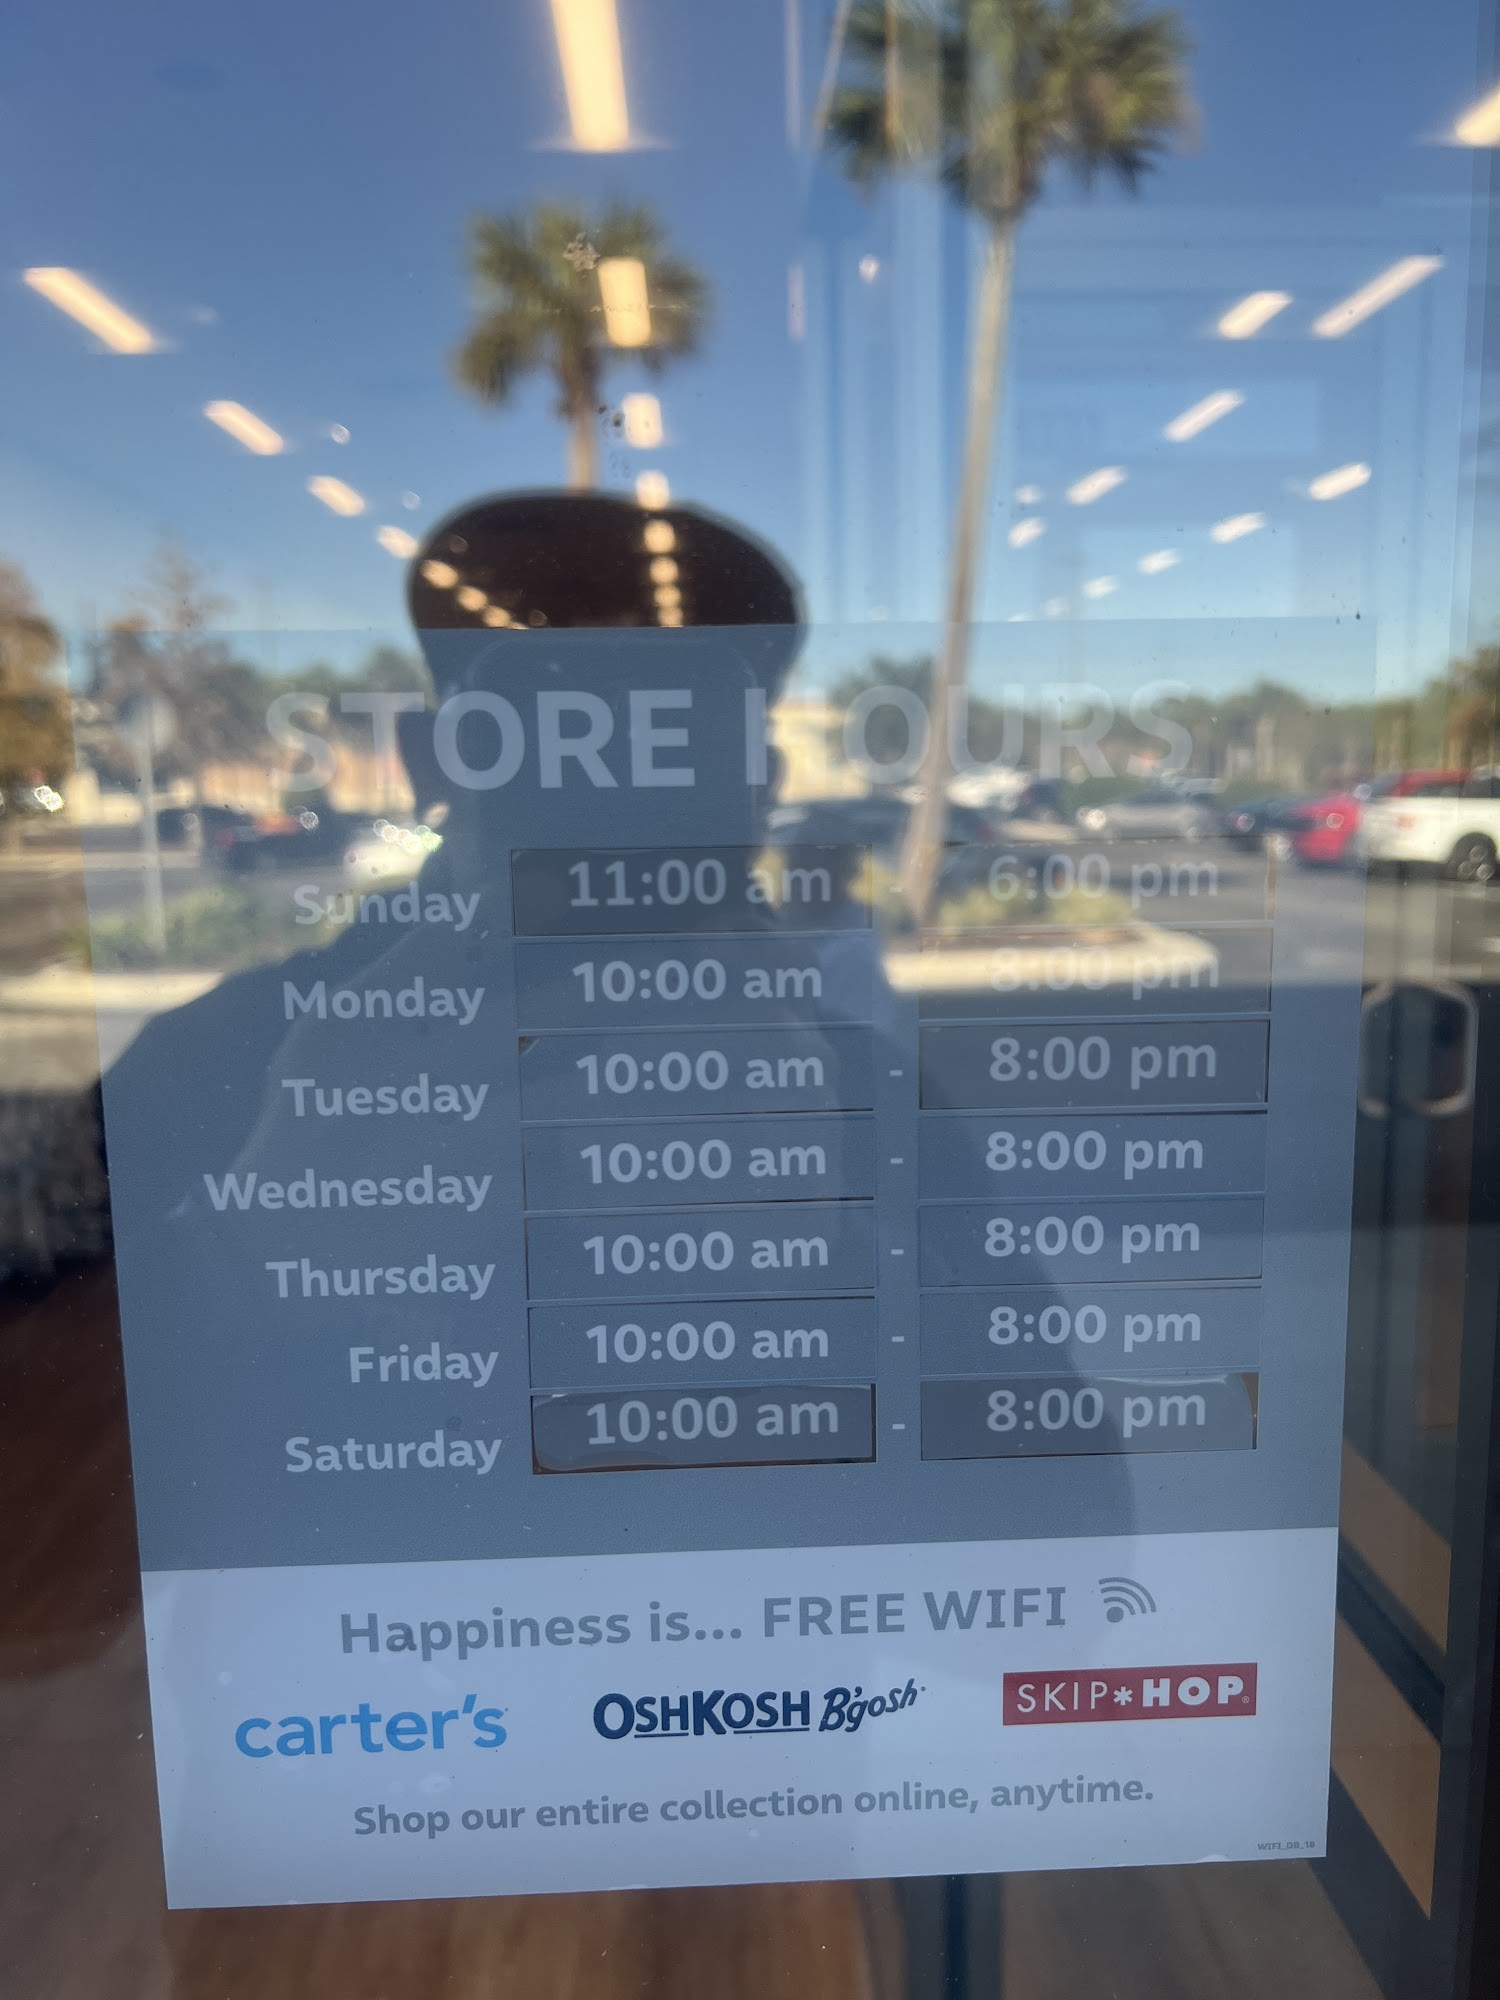 STORE HOURS
Sunday 11:00 am - 6:00 pm
Monday 10:00 am 8:00 pm
Tuesday 10:00 am - 8:00 pm
Wednesday 10:00 am - 8:00 pm
Thursday 10:00 am - 8:00 pm
Friday 10:00 am - 8:00 pm
Saturday 10:00 am - 8:00 pm
Happiness is... FREE WIFI
carter's OSHKOSH B'gosh SKIP*HOP
Shop our entire collection online, anytime.
WIFI_DB_18